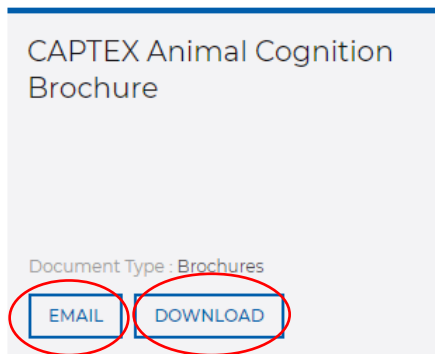 CAPTEX Animal Cognition
Brochure
Document Type : Brochures
EMAIL DOWNLOAD